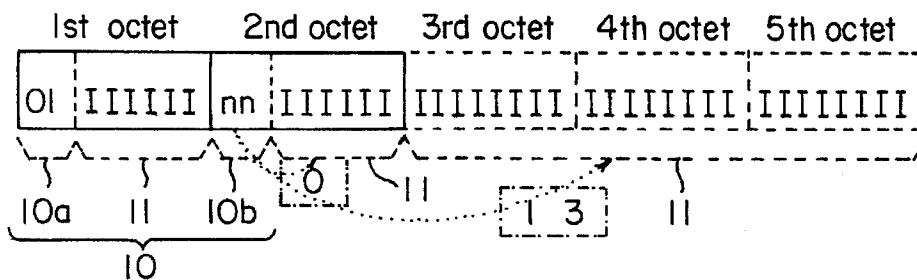 1st octet 2nd octet 3rd octet 4th octet 5th octet
01 IIIIII nn IIIIII IIIIIIII IIIIIIII IIIIIIII
0 11
10a 11 10b 1 3 11
10